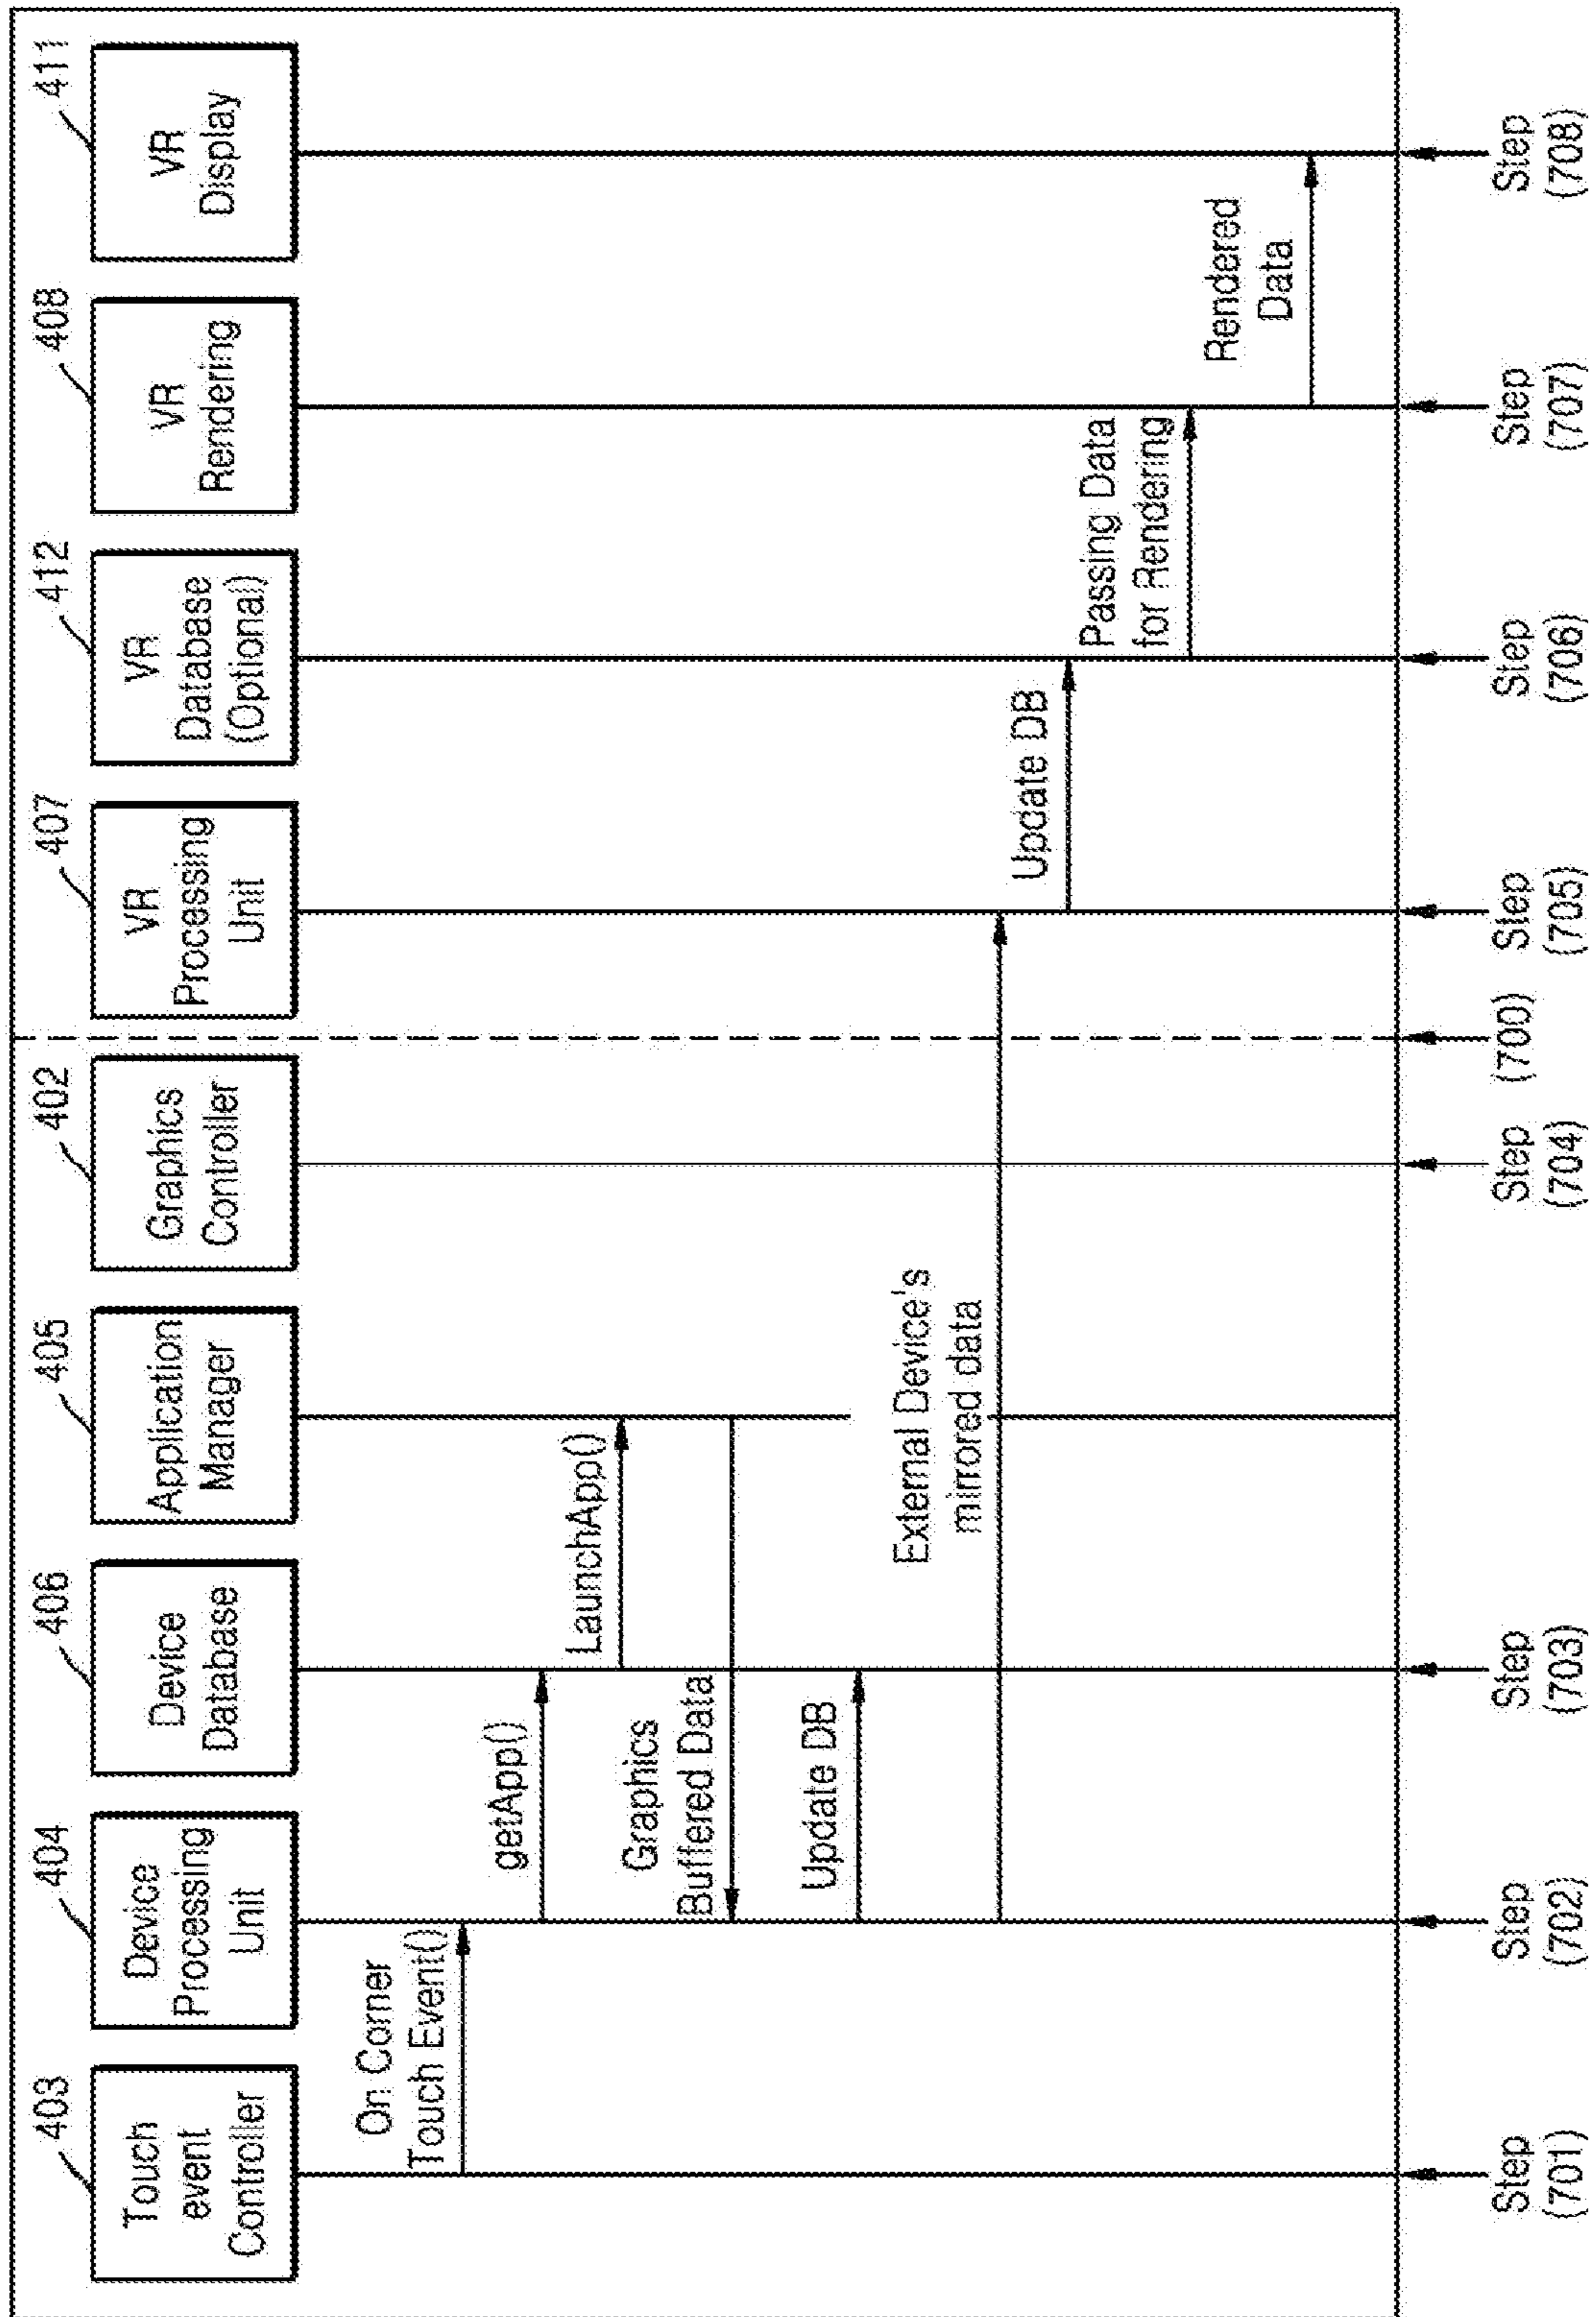 403
Touch
event
Controller
404
Device
Processing
Unit
406
Device
Database
405
Application
Manager
402
Graphics
Controller
407
VR
Processing
Unit
412
VR
Database
(Optional)
408
VR
Rendering
411
VR
Display
On Corner
Touch Event()
getApp()
LaunchApp()
Graphics
Buffered Data
Update DB
External Device's
mirrored data
Update DB
Passing Data
for Rendering
Rendered
Data
Step
(701)
Step
(702)
Step
(703)
Step
(704)
(700)
Step
(705)
Step
(706)
Step
(707)
Step
(708)